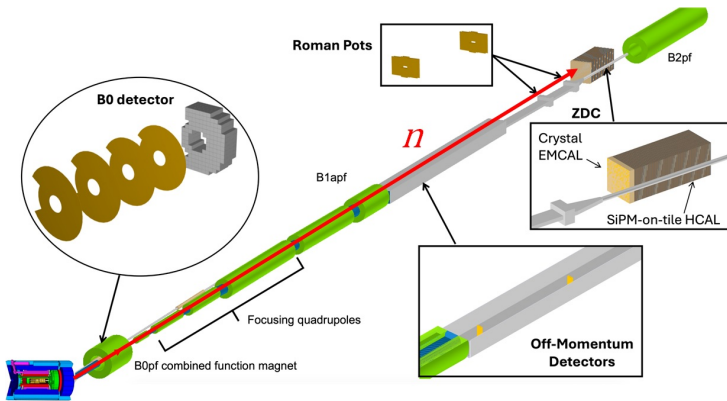 Roman Pots
B2pf
B0 detector
ZDC
n
Crystal
EMCAL
B1apf
SiPM-on-tile HCAL
Focusing quadrupoles
Off-Momentum
Detectors
B0pf combined function magnet